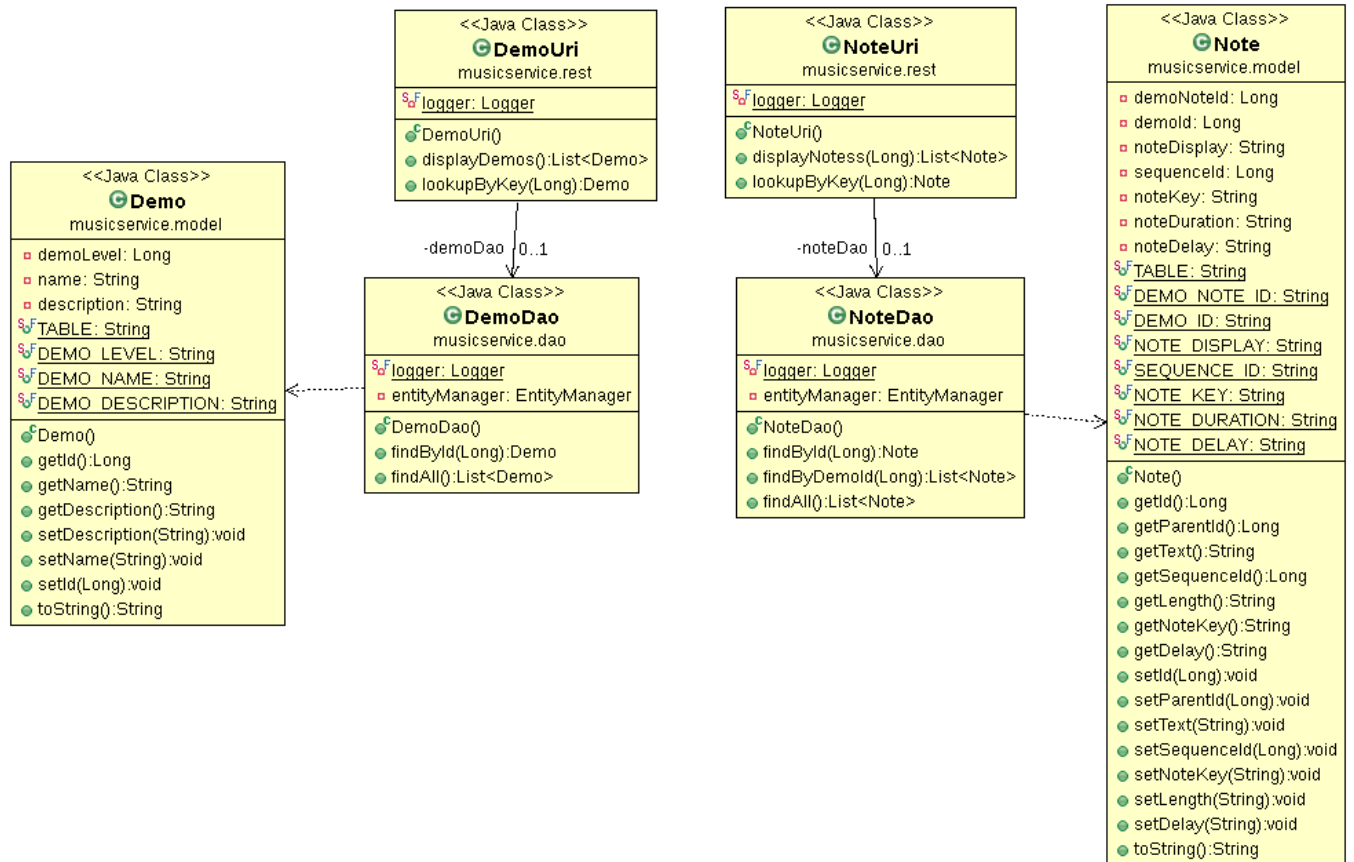 <<Java Class>>
DemoUri
musicservice.rest
logger: Logger
DemoUri()
displayDemos():List<Demo>
lookupByKey(Long):Demo
<<Java Class>>
NoteUri
musicservice.rest
logger: Logger
NoteUri()
displayNotess(Long):List<Note>
lookupByKey(Long):Note
<<Java Class>>
Note
musicservice.model
demoNoteId: Long
demoId: Long
noteDisplay: String
sequenceId: Long
noteKey: String
noteDuration: String
noteDelay: String
TABLE: String
DEMO_NOTE_ID: String
DEMO_ID: String
NOTE_DISPLAY: String
SEQUENCE_ID: String
NOTE_KEY: String
NOTE_DURATION: String
NOTE_DELAY: String
Note()
getId():Long
getParentId():Long
getText():String
getSequenceId():Long
getLength():String
getNoteKey():String
getDelay():String
setId(Long):void
setParentId(Long):void
setText(String):void
setSequenceId(Long):void
setNoteKey(String):void
setLength(String):void
setDelay(String):void
toString():String
<<Java Class>>
Demo
musicservice.model
demoLevel: Long
name: String
description: String
TABLE: String
DEMO_LEVEL: String
DEMO_NAME: String
DEMO_DESCRIPTION: String
Demo()
getId():Long
getName():String
getDescription():String
setDescription(String):void
setName(String):void
setId(Long):void
toString():String
-demoDao 0..1
<<Java Class>>
DemoDao
musicservice.dao
logger: Logger
entityManager: EntityManager
DemoDao()
findById(Long):Demo
findAll():List<Demo>
-noteDao 0..1
<<Java Class>>
NoteDao
musicservice.dao
logger: Logger
entityManager: EntityManager
NoteDao()
findById(Long):Note
findByDemoId(Long):List<Note>
findAll():List<Note>